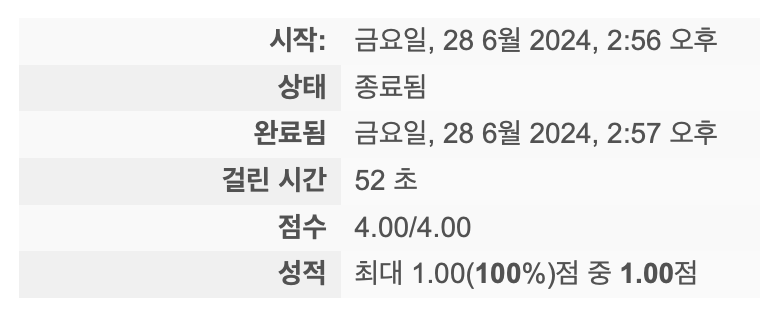 시작: 금요일, 28 6월 2024, 2:56 오후
상태 종료됨
완료됨 금요일, 28 6월 2024, 2:57 오후
걸린 시간 52 초
점수 4.00/4.00
성적 최대 1.00(100%)점 중 1.00점